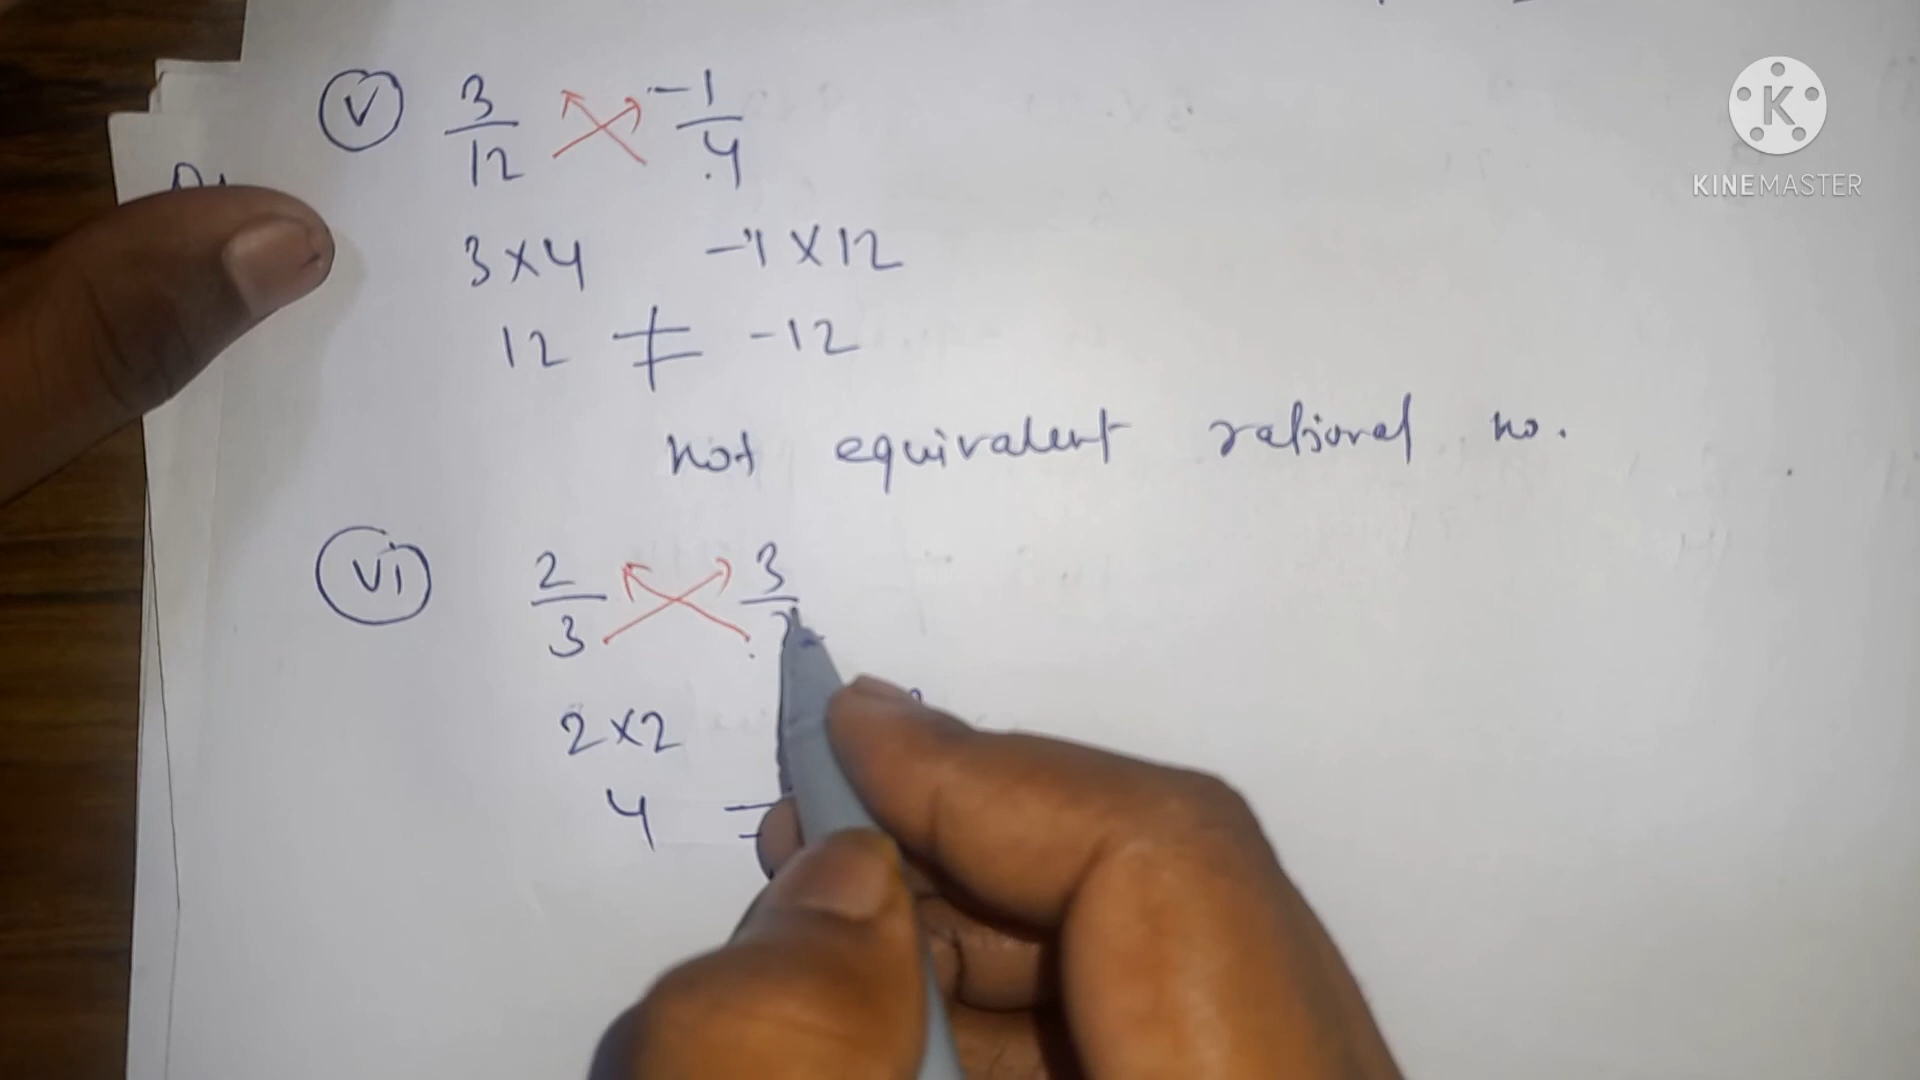 V 3/12 -1/4
3 x 4 -1 x 12
12 ≠ -12
not equivalent rational no.
vi 2/3 3/2
2 x 2
4 =
KINEMASTER